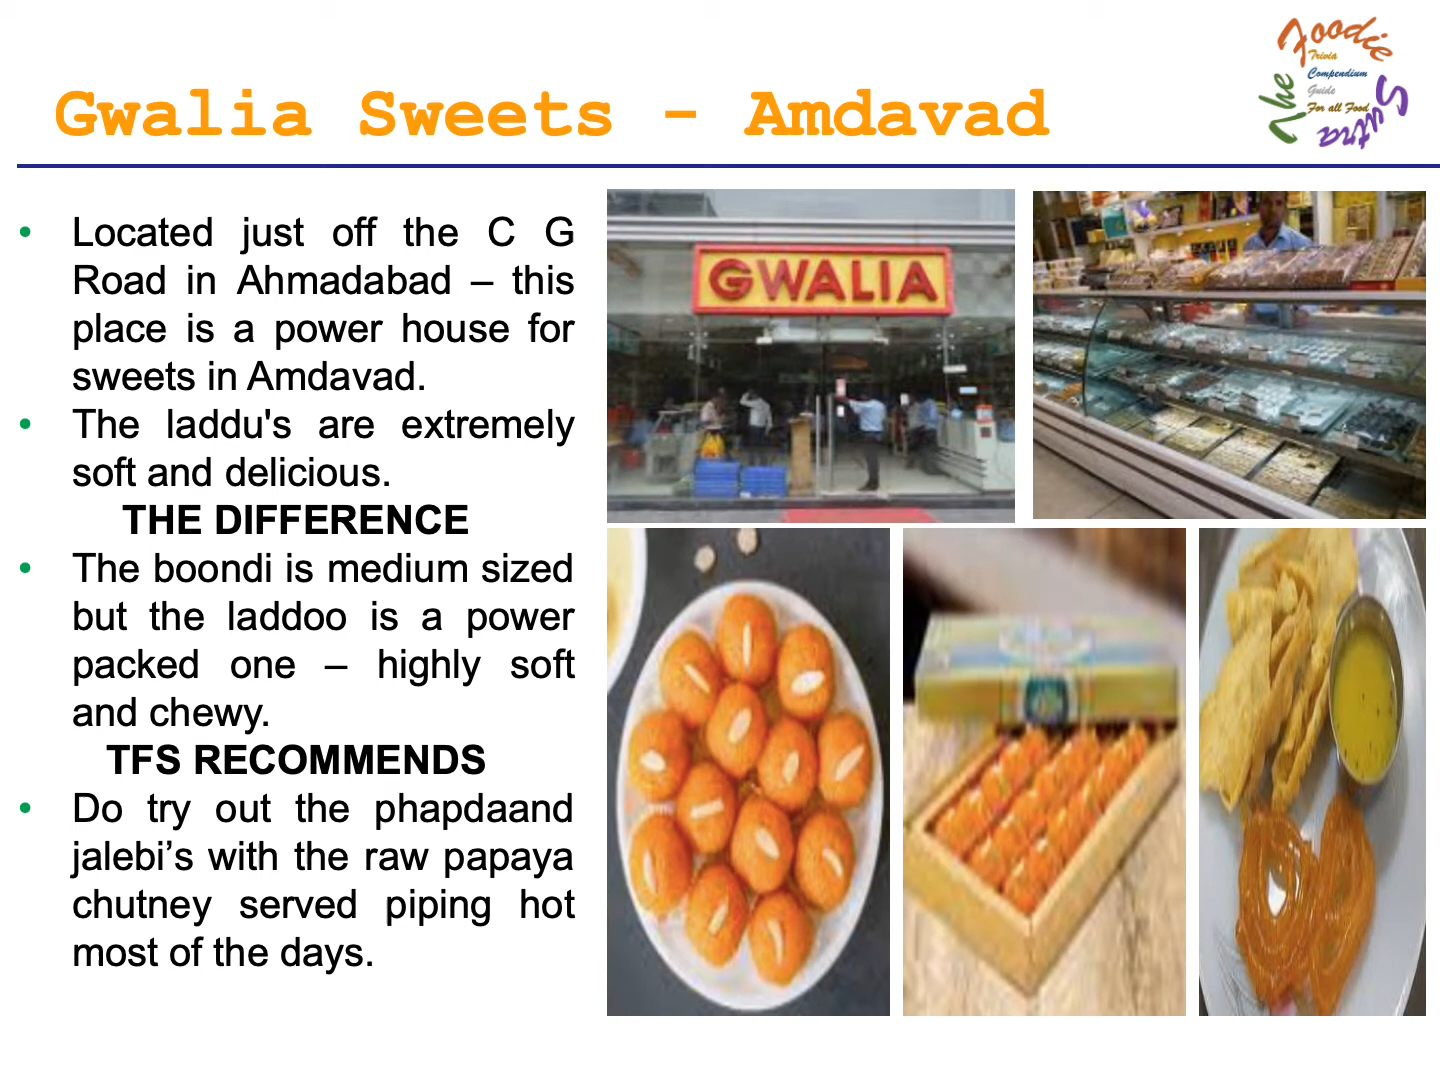 Gwalia Sweets - Amdavad
The Foodie Sutra
Trivia
Compendium
Guide
For all Food
• Located just off the C G
Road in Ahmadabad – this
place is a power house for
sweets in Amdavad.
• The laddu's are extremely
soft and delicious.
THE DIFFERENCE
• The boondi is medium sized
but the laddoo is a power
packed one – highly soft
and chewy.
TFS RECOMMENDS
• Do try out the phapdaand
jalebi’s with the raw papaya
chutney served piping hot
most of the days.
GWALIA